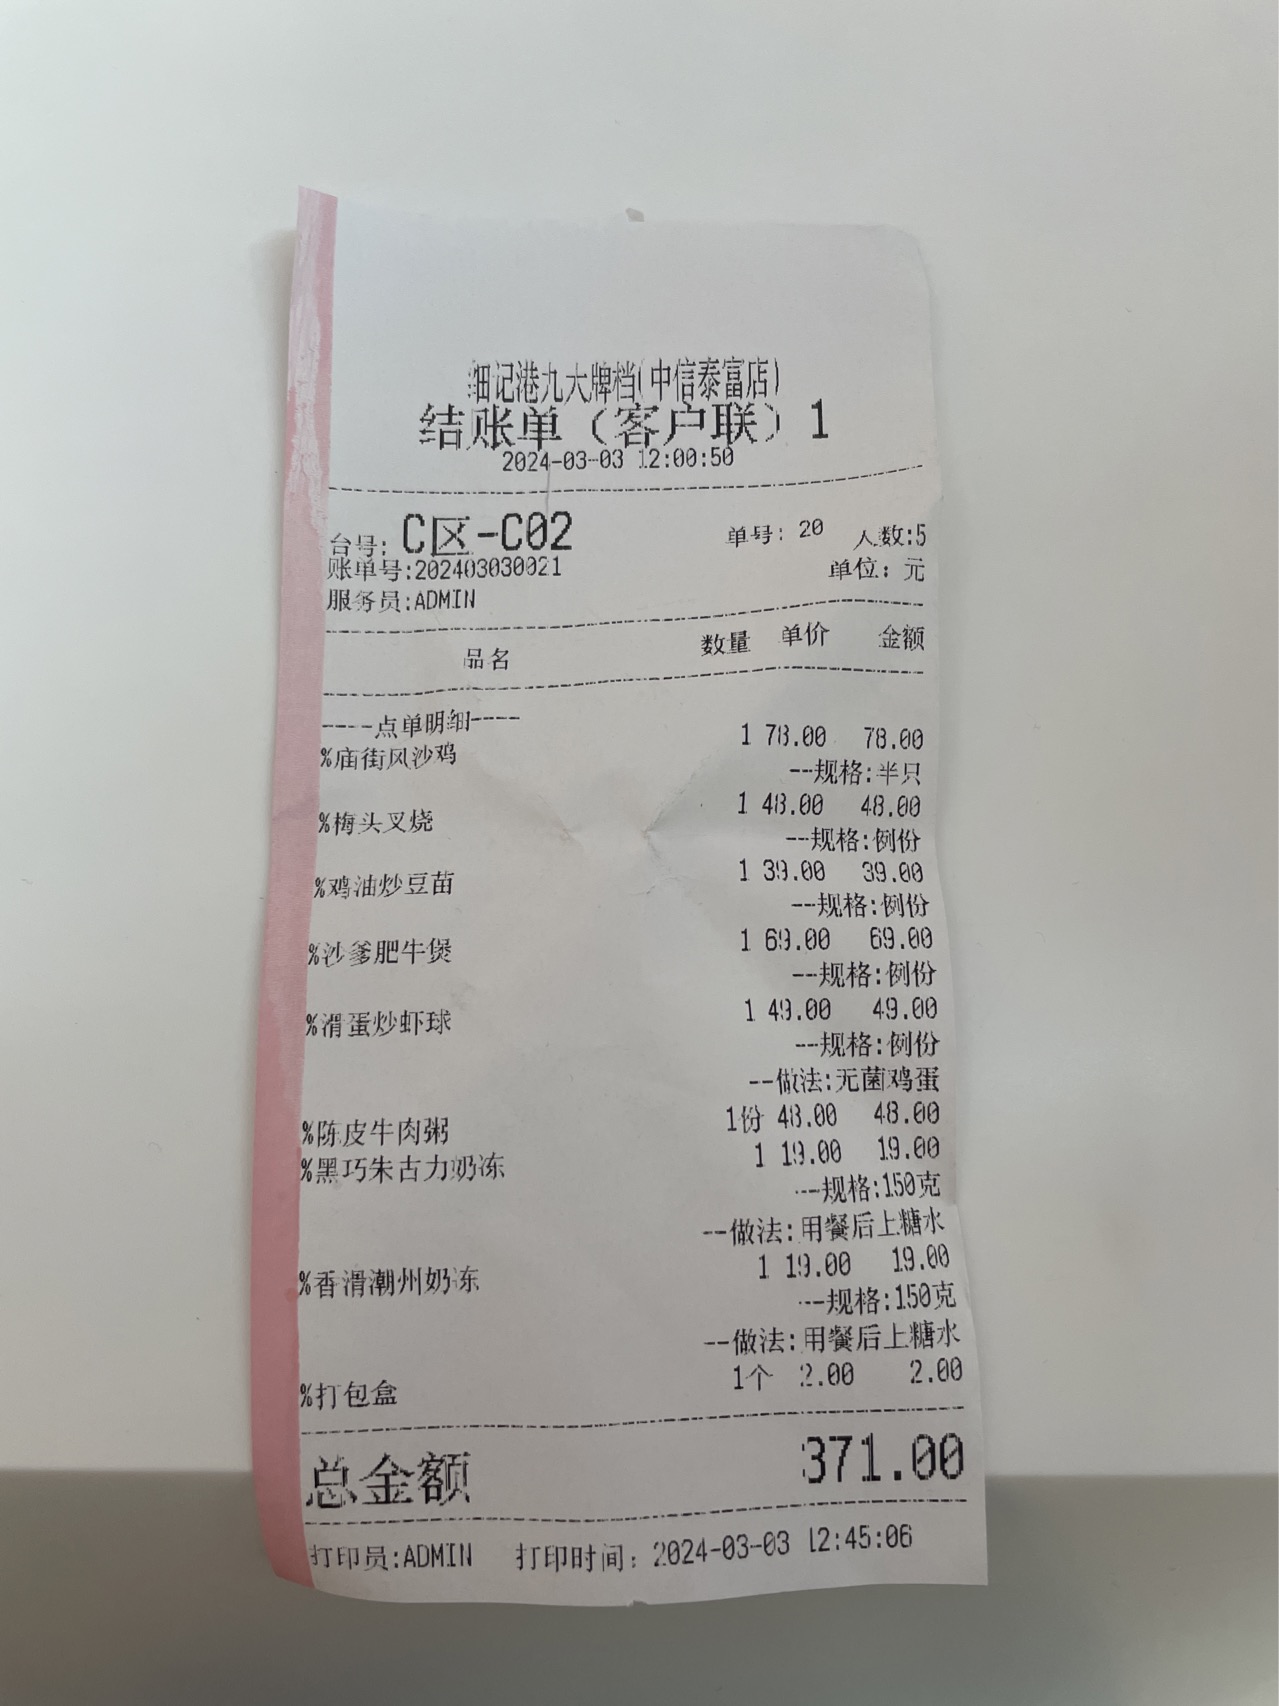 细记港九大牌档(中信泰富店)
结账单（客户联）1
2024-03-03 12:00:50
台号: C区-C02 单号: 20 人数:5
账单号:202403030021 单位: 元
服务员:ADMIN
品名 数量 单价 金额
----点单明细----
%庙街风沙鸡 1 78.00 78.00
--规格:半只
%梅头叉烧 1 48.00 48.00
--规格:例份
%鸡油炒豆苗 1 39.00 39.00
--规格:例份
%沙爹肥牛煲 1 69.00 69.00
--规格:例份
%滑蛋炒虾球 1 49.00 49.00
--规格:例份
--做法:无菌鸡蛋
%陈皮牛肉粥 1份 48.00 48.00
%黑巧朱古力奶冻 1 19.00 19.00
--规格:150克
--做法:用餐后上糖水
%香滑潮州奶冻 1 19.00 19.00
--规格:150克
--做法:用餐后上糖水
%打包盒 1个 2.00 2.00
总金额 371.00
打印员:ADMIN 打印时间: 2024-03-03 12:45:06